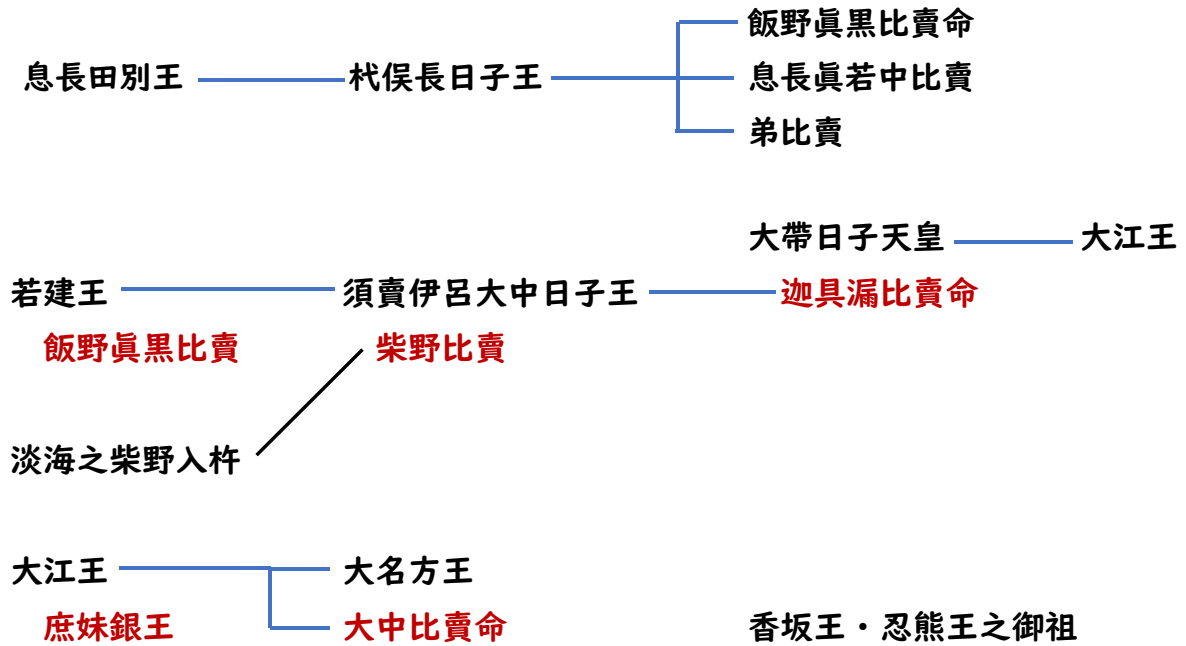 飯野眞黒比賣命
息長田別王 杙俣長日子王 息長眞若中比賣
弟比賣
大帶日子天皇 大江王
若建王 須賣伊呂大中日子王 迦具漏比賣命
飯野眞黒比賣 柴野比賣
淡海之柴野入杵
大江王 大名方王
庶妹銀王 大中比賣命 香坂王・忍熊王之御祖